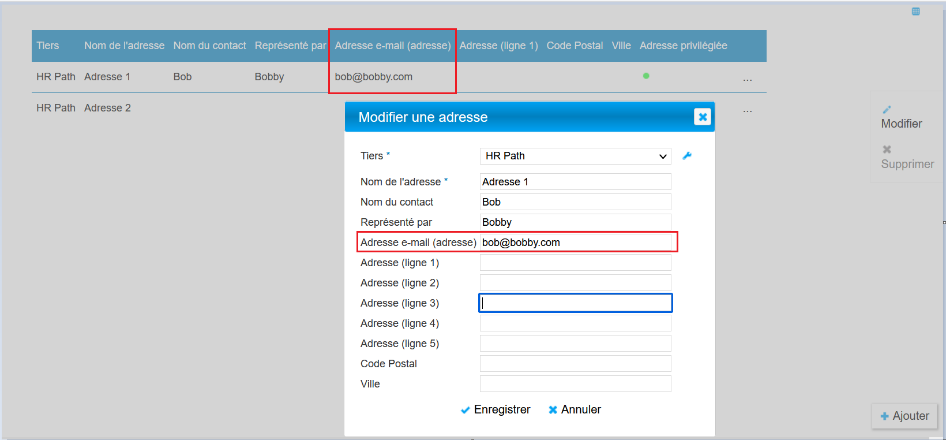 Tiers Nom de l'adresse Nom du contact Représenté par Adresse e-mail (adresse) Adresse (ligne 1) Code Postal Ville Adresse privilégiée
HR Path Adresse 1 Bob Bobby bob@bobby.com ...
HR Path Adresse 2 ...
Modifier une adresse
Tiers * HR Path
Nom de l'adresse * Adresse 1
Nom du contact Bob
Représenté par Bobby
Adresse e-mail (adresse) bob@bobby.com
Adresse (ligne 1)
Adresse (ligne 2)
Adresse (ligne 3)
Adresse (ligne 4)
Adresse (ligne 5)
Code Postal
Ville
Enregistrer Annuler
Modifier
Supprimer
Ajouter